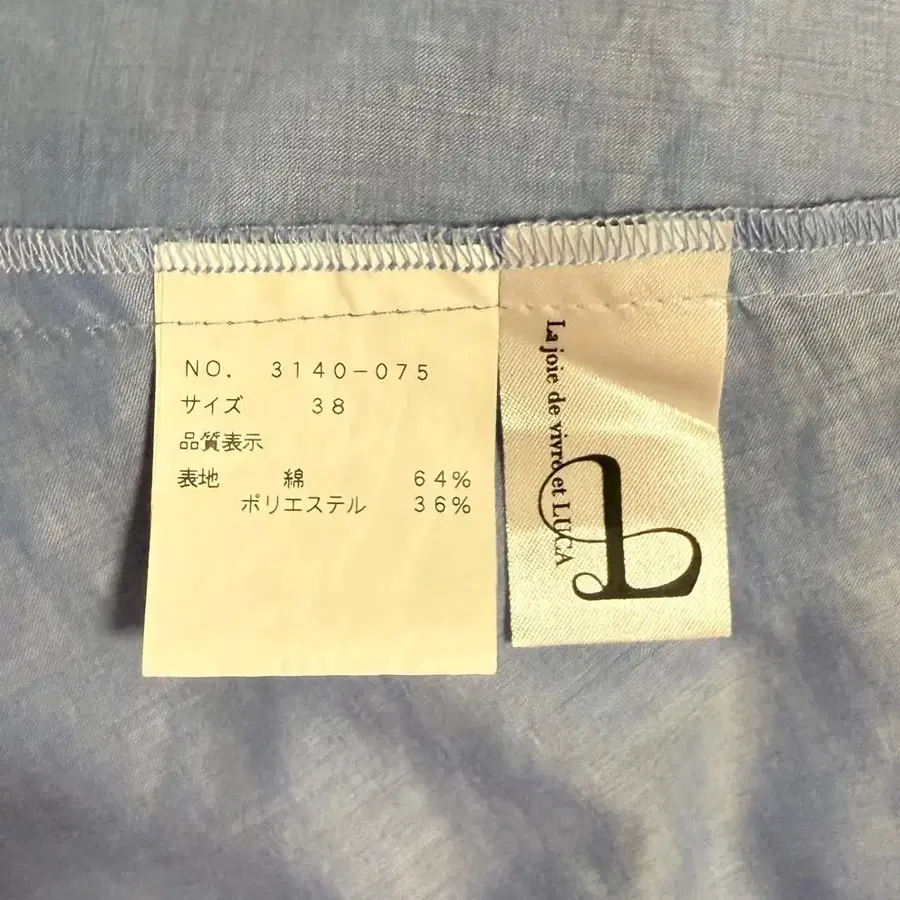 NO. 3140-075
サイズ 38
品質表示
表地 綿 64%
ポリエステル 36%
La joie de vivre et LUCA